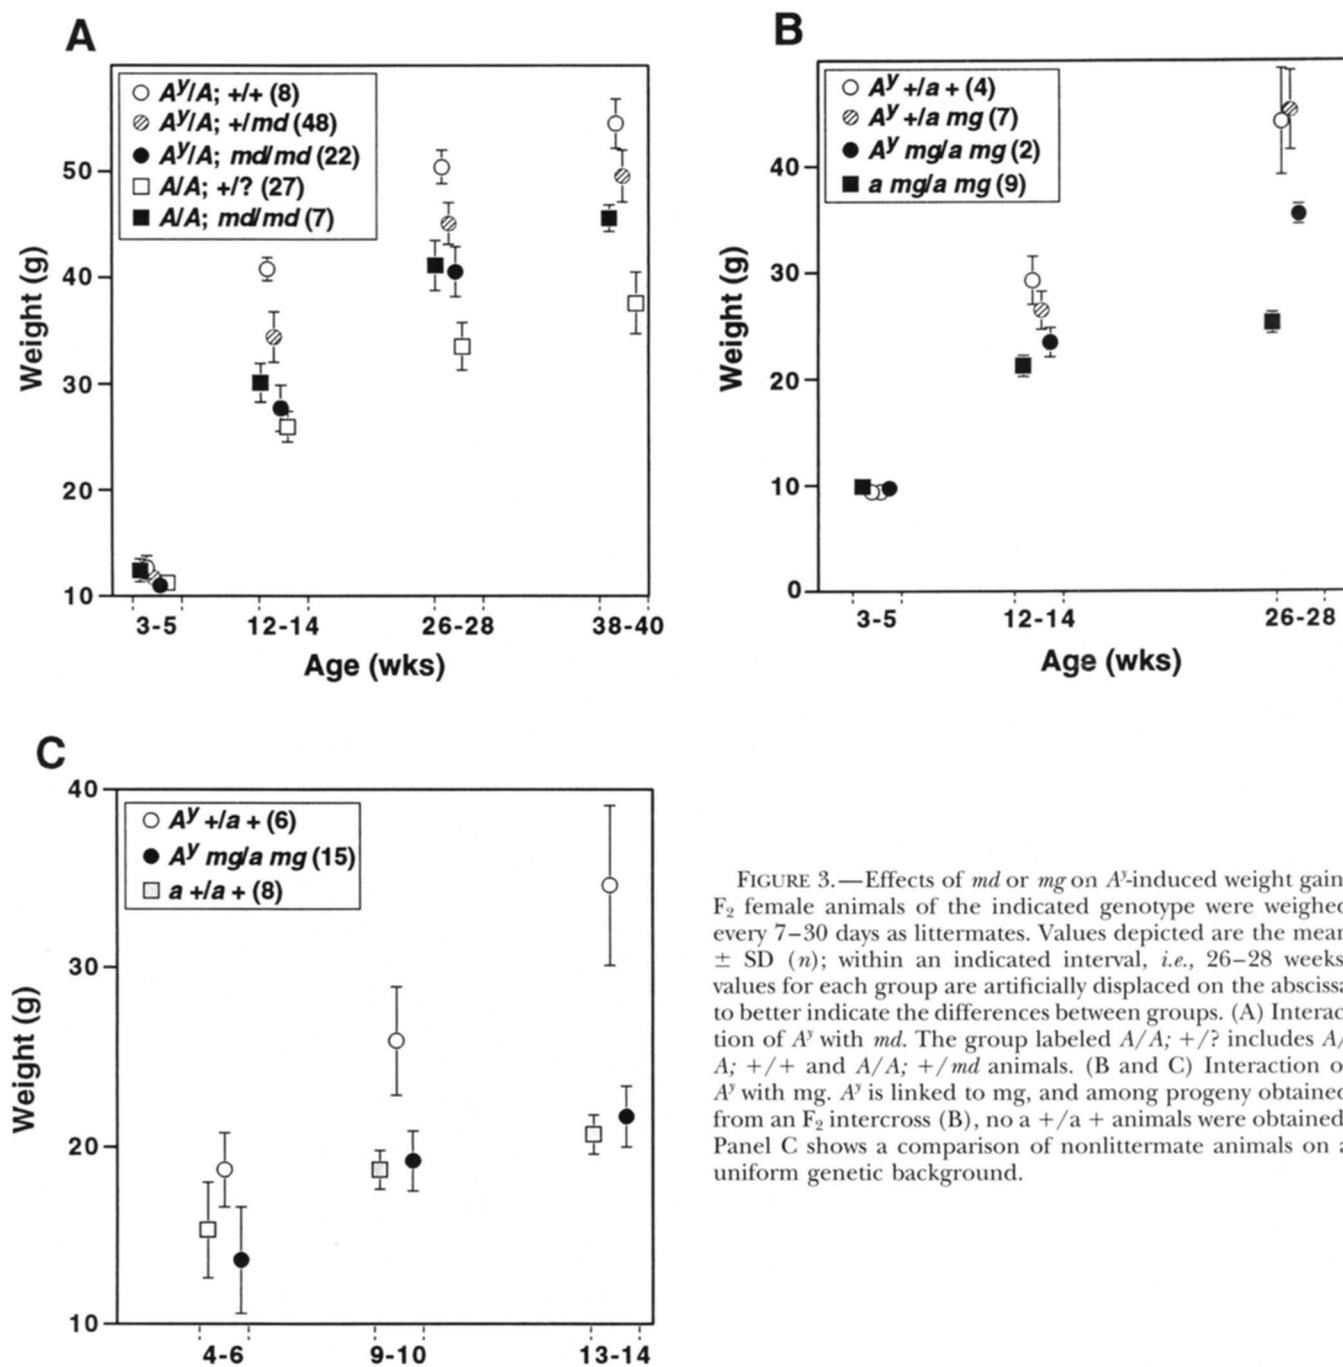 A
Aʸ/A; +/+ (8)
Aʸ/A; +/md (48)
Aʸ/A; md/md (22)
A/A; +/? (27)
A/A; md/md (7)
50
40
30
20
10
Weight (g)
3-5 12-14 26-28 38-40
Age (wks)
B
Aʸ +/a + (4)
Aʸ +/a mg (7)
Aʸ mg/a mg (2)
a mg/a mg (9)
40
30
20
10
0
Weight (g)
3-5 12-14 26-28
Age (wks)
C
Aʸ +/a + (6)
Aʸ mg/a mg (15)
a +/a + (8)
40
30
20
10
Weight (g)
4-6 9-10 13-14
FIGURE 3.—Effects of md or mg on Aʸ-induced weight gain
F₂ female animals of the indicated genotype were weighed
every 7–30 days as littermates. Values depicted are the mean
± SD (n); within an indicated interval, i.e., 26–28 weeks
values for each group are artificially displaced on the abscissa
to better indicate the differences between groups. (A) Interac
tion of Aʸ with md. The group labeled A/A; +/? includes A/
A; +/+ and A/A; +/md animals. (B and C) Interaction o
Aʸ with mg. Aʸ is linked to mg, and among progeny obtained
from an F₂ intercross (B), no a +/a + animals were obtained
Panel C shows a comparison of nonlittermate animals on a
uniform genetic background.